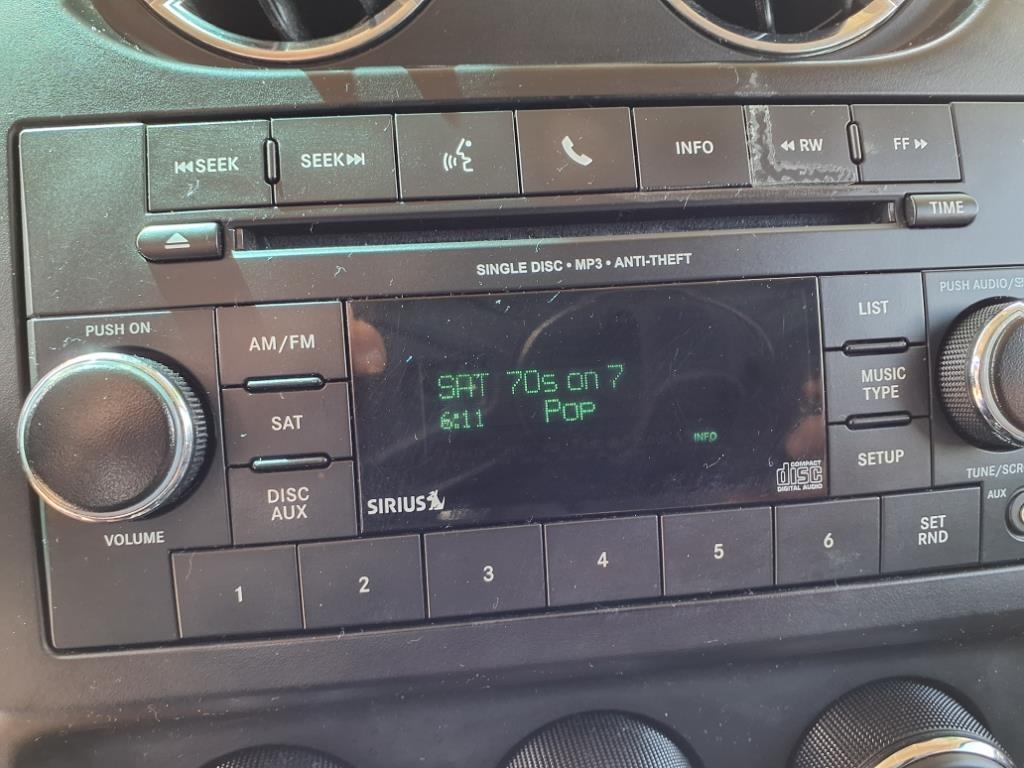 SEEK
SEEK
INFO
RW
FF
TIME
SINGLE DISC • MP3 • ANTI-THEFT
PUSH ON
VOLUME
AM/FM
SAT
DISC
AUX
SAT 70s on 7
6:11 Pop
INFO
SIRIUS
COMPACT
disc
DIGITAL AUDIO
LIST
MUSIC
TYPE
SETUP
PUSH AUDIO/
TUNE/SCR
AUX
1
2
3
4
5
6
SET
RND